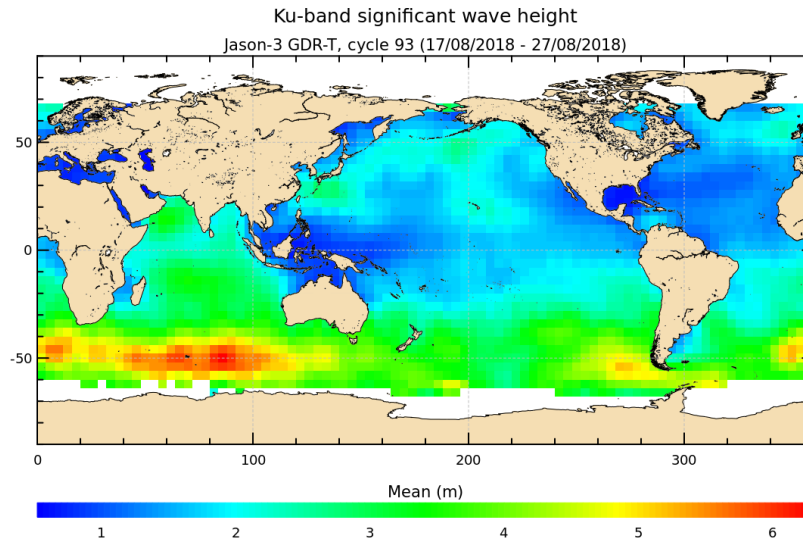 Ku-band significant wave height
Jason-3 GDR-T, cycle 93 (17/08/2018 - 27/08/2018)
50
0
-50
0 100 200 300
Mean (m)
1 2 3 4 5 6